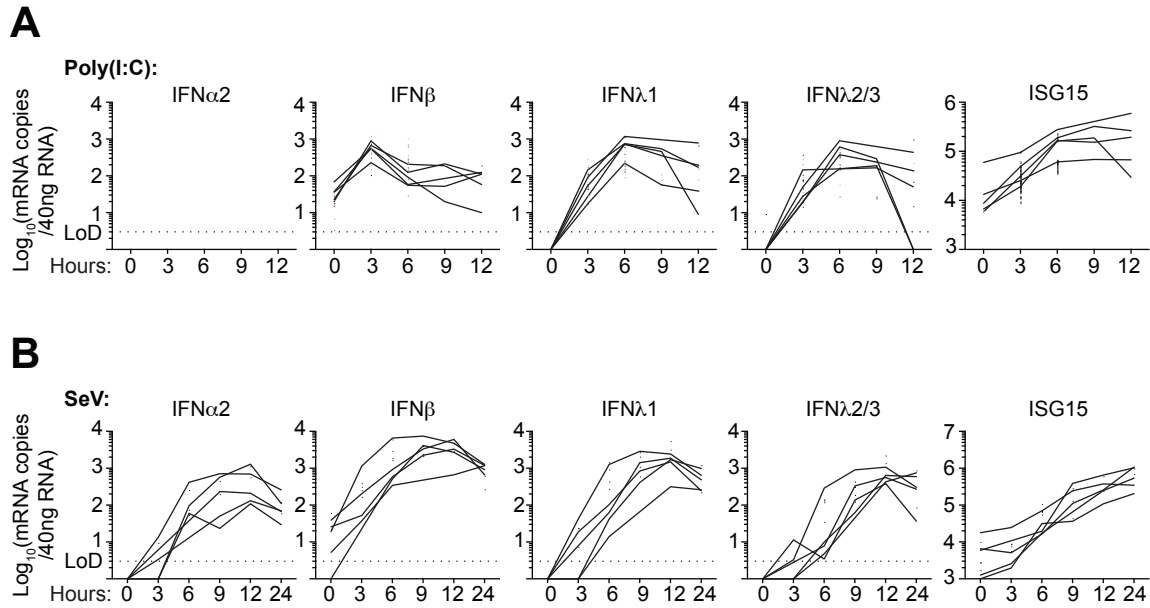 A
Poly(I:C):
IFNα2 IFNβ IFNλ1 IFNλ2/3 ISG15
Log10(mRNA copies
/40ng RNA)
4 4 4 4 6
3 3 3 3 5
2 2 2 2 4
1 1 1 1 3
LoD
Hours: 0 3 6 9 12 0 3 6 9 12 0 3 6 9 12 0 3 6 9 12 0 3 6 9 12
B
SeV:
IFNα2 IFNβ IFNλ1 IFNλ2/3 ISG15
Log10(mRNA copies
/40ng RNA)
4 4 4 4 7
3 3 3 3 6
2 2 2 2 5
1 1 1 1 4
LoD
3
Hours: 0 3 6 9 12 24 0 3 6 9 12 24 0 3 6 9 12 24 0 3 6 9 12 24 0 3 6 9 12 24